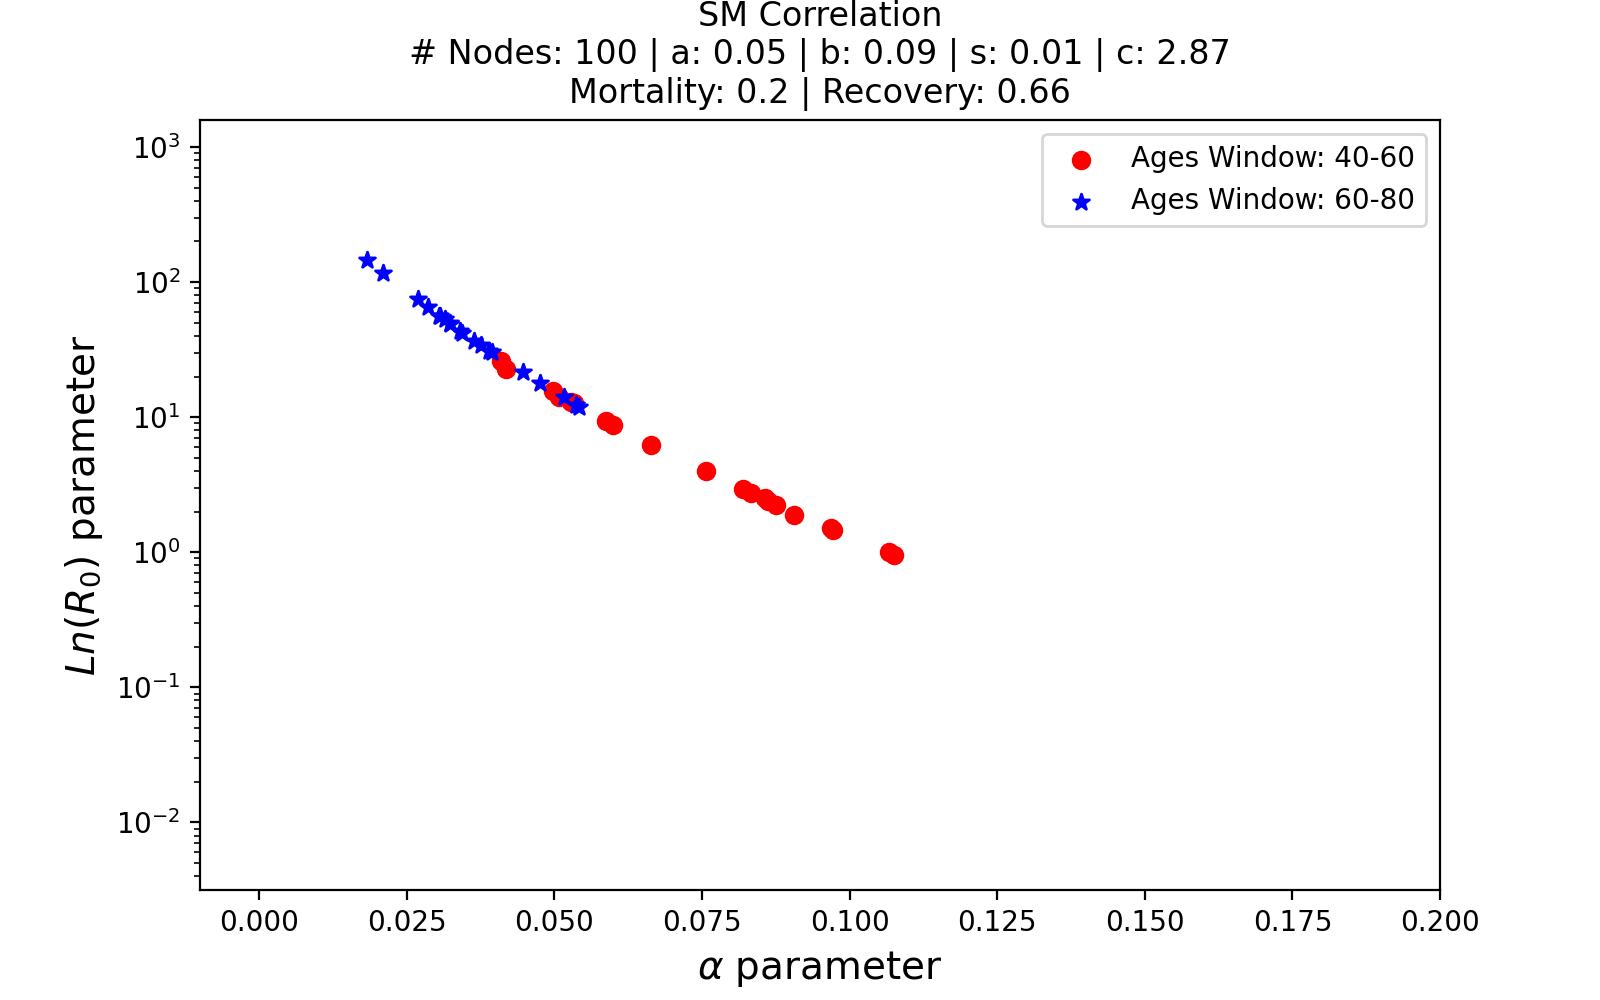 SM Correlation
# Nodes: 100 | a: 0.05 | b: 0.09 | s: 0.01 | c: 2.87
Mortality: 0.2 | Recovery: 0.66
Ages Window: 40-60
Ages Window: 60-80
Ln(R₀) parameter
10³
10²
10¹
10⁰
10⁻¹
10⁻²
0.000 0.025 0.050 0.075 0.100 0.125 0.150 0.175 0.200
α parameter